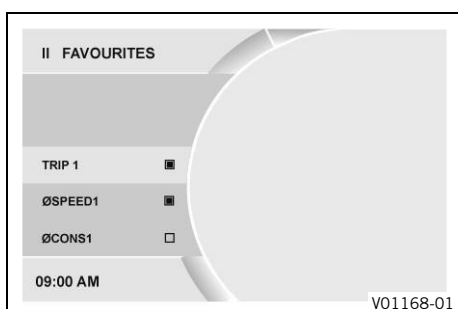 II FAVOURITES
TRIP 1
ØSPEED1
ØCONS1
09:00 AM
V01168-01